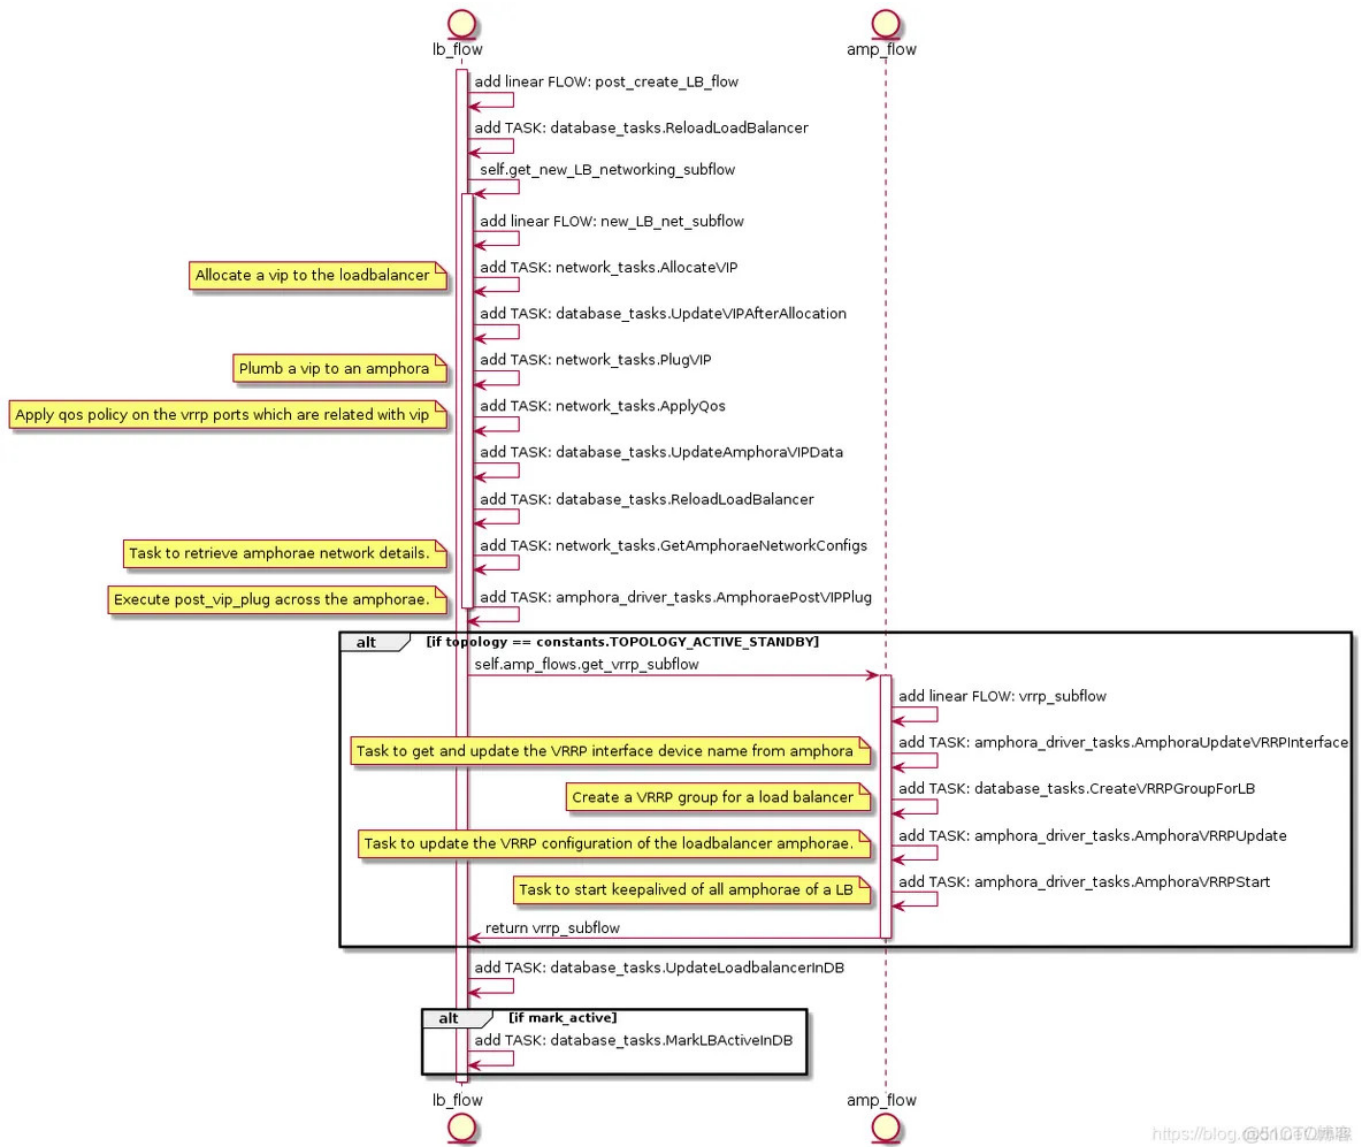 lb_flow
amp_flow
add linear FLOW: post_create_LB_flow
add TASK: database_tasks.ReloadLoadBalancer
self.get_new_LB_networking_subflow
add linear FLOW: new_LB_net_subflow
Allocate a vip to the loadbalancer
add TASK: network_tasks.AllocateVIP
add TASK: database_tasks.UpdateVIPAfterAllocation
Plumb a vip to an amphora
add TASK: network_tasks.PlugVIP
Apply qos policy on the vrrp ports which are related with vip
add TASK: network_tasks.ApplyQos
add TASK: database_tasks.UpdateAmphoraVIPData
add TASK: database_tasks.ReloadLoadBalancer
Task to retrieve amphorae network details.
add TASK: network_tasks.GetAmphoraeNetworkConfigs
Execute post_vip_plug across the amphorae.
add TASK: amphora_driver_tasks.AmphoraePostVIPPlug
alt
[if topology == constants.TOPOLOGY_ACTIVE_STANDBY]
self.amp_flows.get_vrrp_subflow
add linear FLOW: vrrp_subflow
Task to get and update the VRRP interface device name from amphora
add TASK: amphora_driver_tasks.AmphoraUpdateVRRPInterface
Create a VRRP group for a load balancer
add TASK: database_tasks.CreateVRRPGroupForLB
Task to update the VRRP configuration of the loadbalancer amphorae.
add TASK: amphora_driver_tasks.AmphoraVRRPUpdate
Task to start keepalived of all amphorae of a LB
add TASK: amphora_driver_tasks.AmphoraVRRPStart
return vrrp_subflow
add TASK: database_tasks.UpdateLoadbalancerInDB
alt
[if mark_active]
add TASK: database_tasks.MarkLBActiveInDB
lb_flow
amp_flow
@51CTO博客